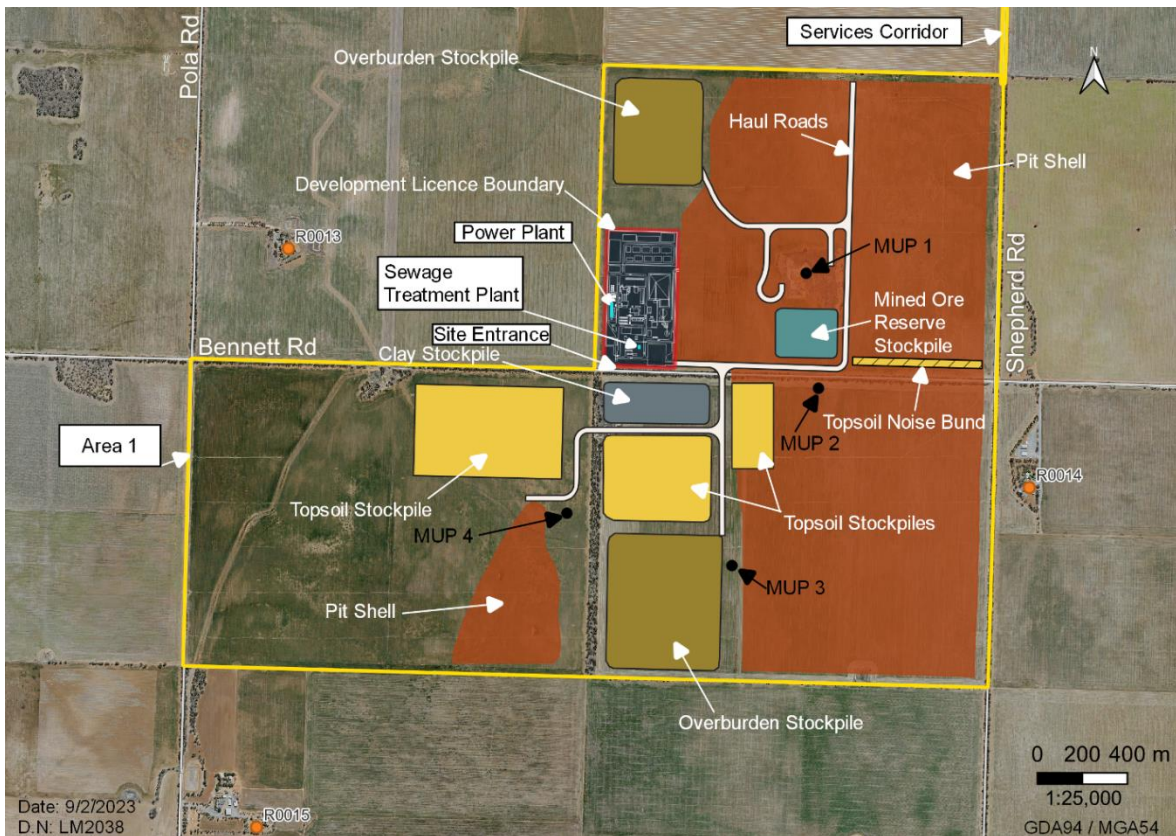 Pola Rd
Services Corridor
N
Overburden Stockpile
Haul Roads
Pit Shell
Development Licence Boundary
Power Plant
R0013
MUP 1
Sewage
Treatment Plant
Mined Ore
Reserve
Stockpile
Shepherd Rd
Site Entrance
Bennett Rd
Clay Stockpile
Topsoil Noise Bund
MUP 2
Area 1
R0014
Topsoil Stockpile
Topsoil Stockpiles
MUP 4
MUP 3
Pit Shell
Overburden Stockpile
0 200 400 m
1:25,000
Date: 9/2/2023
D.N: LM2038
R0015
GDA94 / MGA54